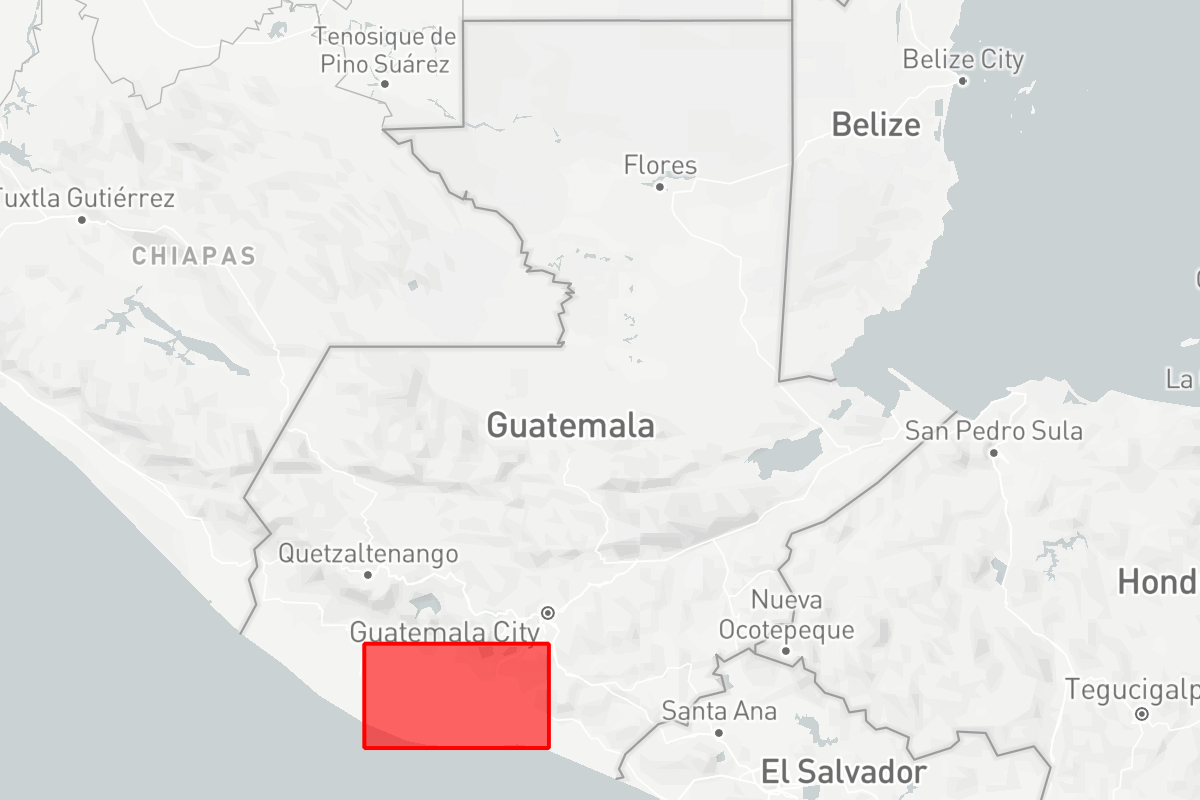 Tenosique de
Pino Suárez
Belize City
Belize
Flores
Tuxtla Gutiérrez
CHIAPAS
La
Guatemala
San Pedro Sula
Quetzaltenango
Hond
Nueva
Ocotepeque
Guatemala City
Tegucigalp
Santa Ana
El Salvador